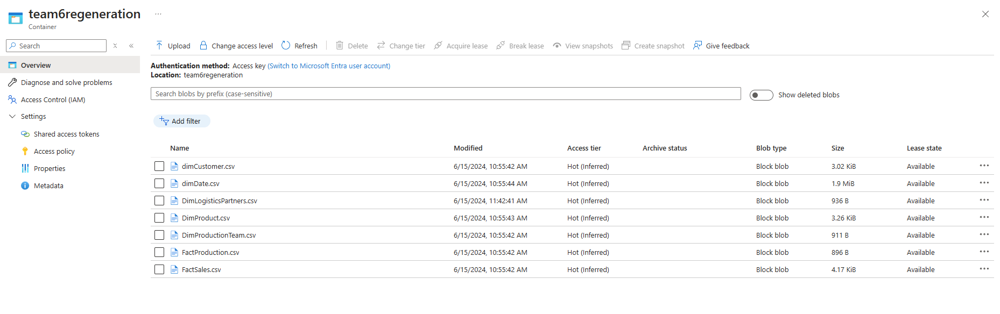 team6regeneration ...
Container
Search
Upload Change access level Refresh Delete Change tier Acquire lease Break lease View snapshots Create snapshot Give feedback
Overview
Diagnose and solve problems
Access Control (IAM)
Settings
Shared access tokens
Access policy
Properties
Metadata
Authentication method: Access key (Switch to Microsoft Entra user account)
Location: team6regeneration
Search blobs by prefix (case-sensitive)
Show deleted blobs
Add filter
Name Modified Access tier Archive status Blob type Size Lease state
dimCustomer.csv 6/15/2024, 10:55:42 AM Hot (Inferred) Block blob 3.02 KiB Available ...
dimDate.csv 6/15/2024, 10:55:44 AM Hot (Inferred) Block blob 1.9 MiB Available ...
DimLogisticsPartners.csv 6/15/2024, 11:42:41 AM Hot (Inferred) Block blob 936 B Available ...
DimProduct.csv 6/15/2024, 10:55:43 AM Hot (Inferred) Block blob 3.26 KiB Available ...
DimProductionTeam.csv 6/15/2024, 10:55:42 AM Hot (Inferred) Block blob 911 B Available ...
FactProduction.csv 6/15/2024, 10:55:42 AM Hot (Inferred) Block blob 896 B Available ...
FactSales.csv 6/15/2024, 10:55:42 AM Hot (Inferred) Block blob 4.17 KiB Available ...